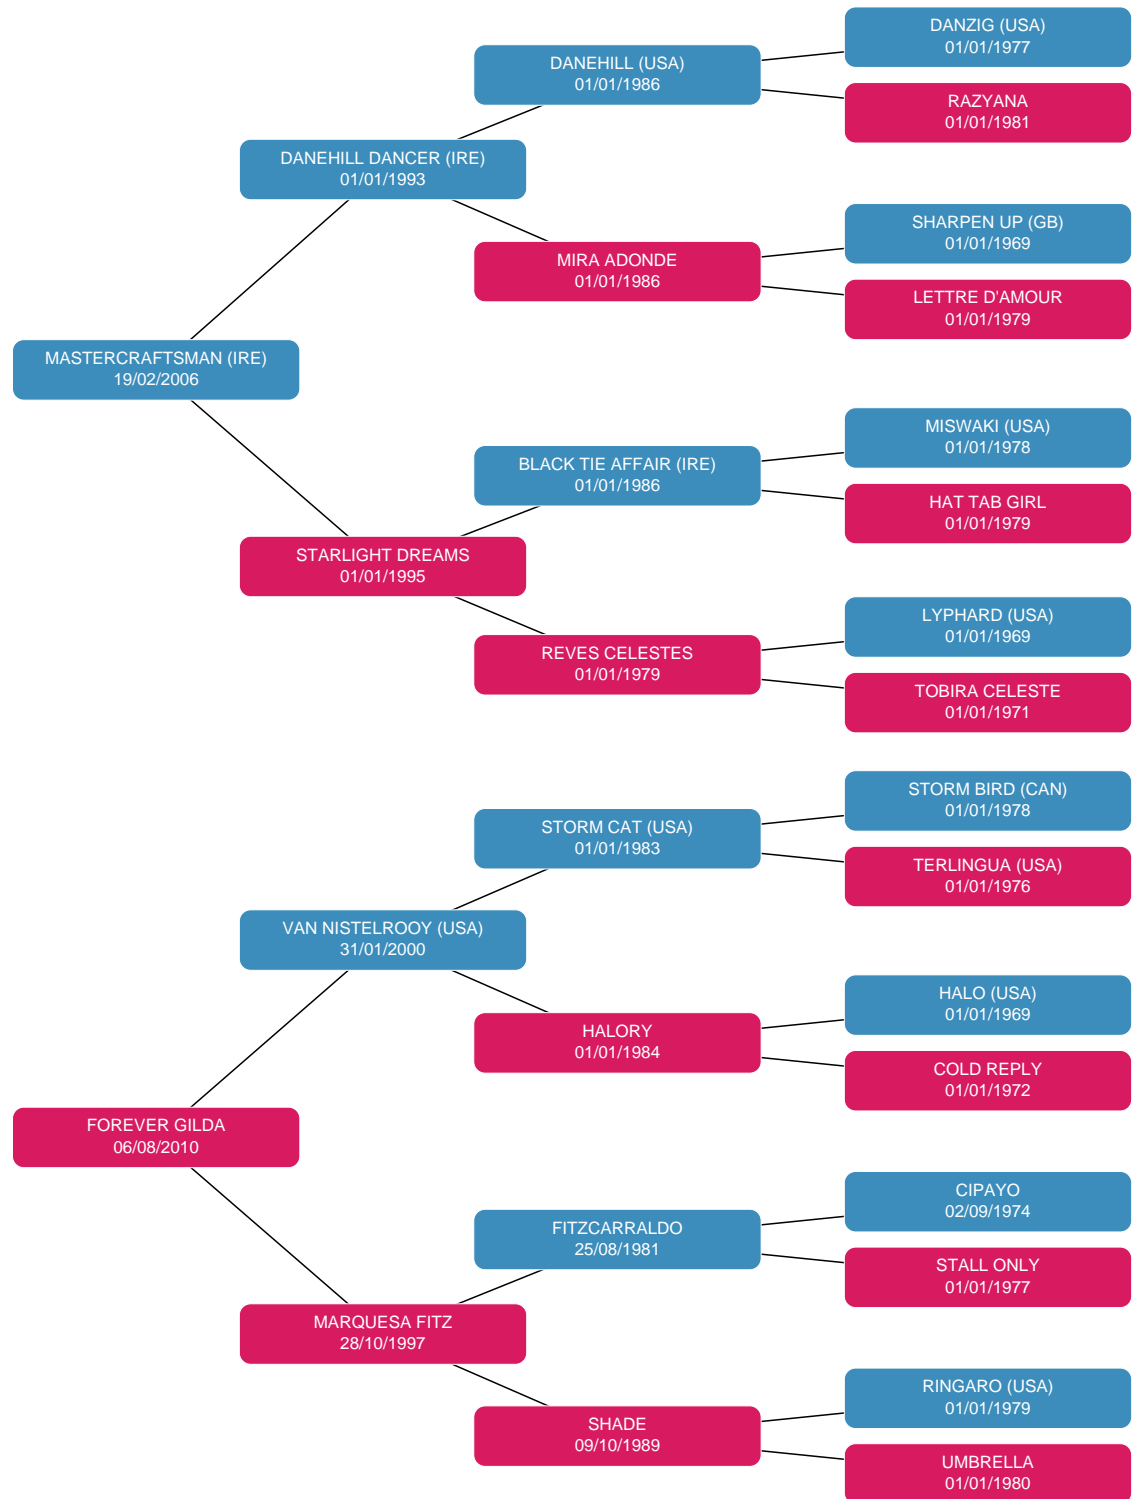 DANZIG (USA)
01/01/1977
DANEHILL (USA)
01/01/1986
RAZYANA
01/01/1981
DANEHILL DANCER (IRE)
01/01/1993
SHARPEN UP (GB)
01/01/1969
MIRA ADONDE
01/01/1986
LETTRE D'AMOUR
01/01/1979
MASTERCRAFTSMAN (IRE)
19/02/2006
MISWAKI (USA)
01/01/1978
BLACK TIE AFFAIR (IRE)
01/01/1986
HAT TAB GIRL
01/01/1979
STARLIGHT DREAMS
01/01/1995
LYPHARD (USA)
01/01/1969
REVES CELESTES
01/01/1979
TOBIRA CELESTE
01/01/1971
STORM BIRD (CAN)
01/01/1978
STORM CAT (USA)
01/01/1983
TERLINGUA (USA)
01/01/1976
VAN NISTELROOY (USA)
31/01/2000
HALO (USA)
01/01/1969
HALORY
01/01/1984
COLD REPLY
01/01/1972
FOREVER GILDA
06/08/2010
CIPAYO
02/09/1974
FITZCARRALDO
25/08/1981
STALL ONLY
01/01/1977
MARQUESA FITZ
28/10/1997
RINGARO (USA)
01/01/1979
SHADE
09/10/1989
UMBRELLA
01/01/1980